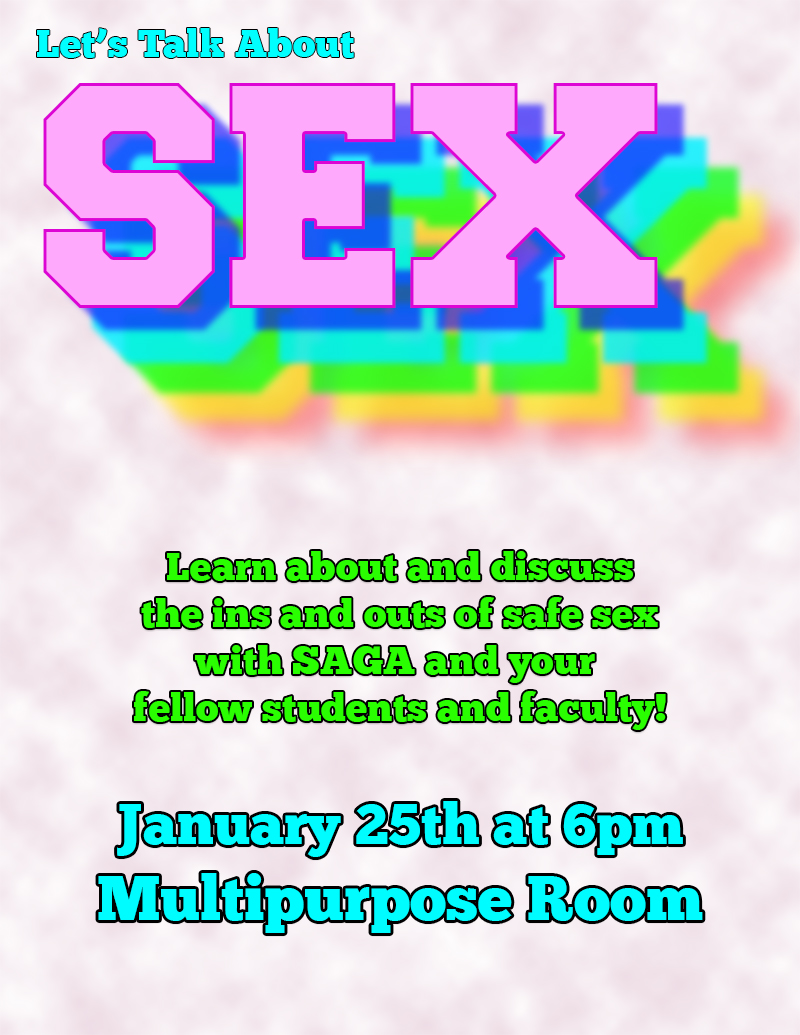 Let's Talk About
SEX
Learn about and discuss
the ins and outs of safe sex
with SAGA and your
fellow students and faculty!
January 25th at 6pm
Multipurpose Room